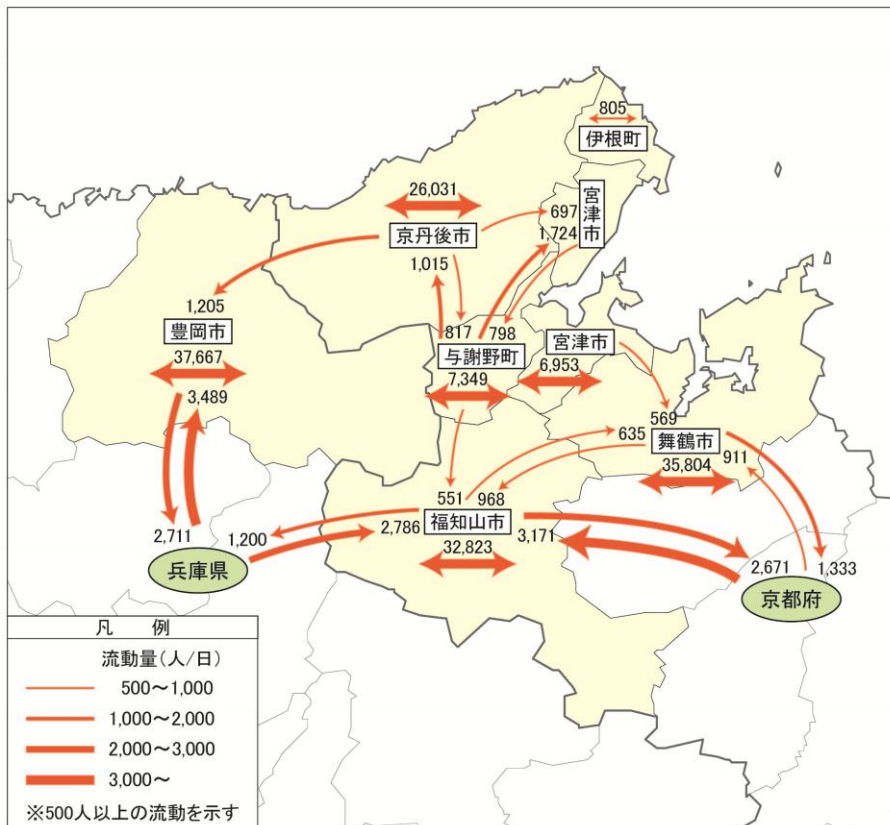 805
伊根町
26,031
697
宮津市
1,724
京丹後市
1,015
1,205
豊岡市
817
798
宮津市
与謝野町
37,667
7,349
6,953
3,489
569
635
舞鶴市
911
35,804
551
968
2,786
福知山市
3,171
2,711
1,200
32,823
兵庫県
2,671
1,333
京都府
凡 例
流動量(人/日)
500～1,000
1,000～2,000
2,000～3,000
3,000～
※500人以上の流動を示す